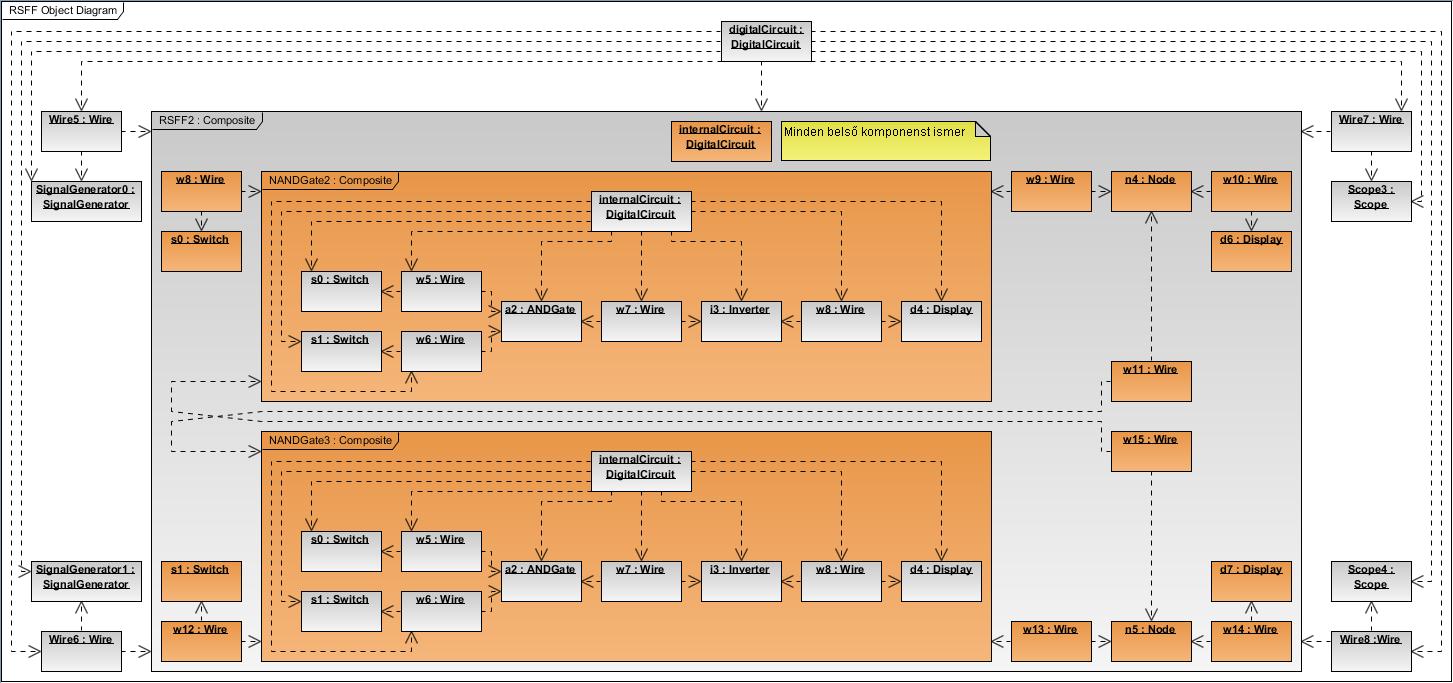 RSFF Object Diagram
digitalCircuit :
DigitalCircuit
Wire5 : Wire
RSFF2 : Composite
internalCircuit :
DigitalCircuit
Minden belső komponenst ismer
Wire7 : Wire
SignalGenerator0 :
SignalGenerator
w8 : Wire
NANDGate2 : Composite
internalCircuit :
DigitalCircuit
w9 : Wire
n4 : Node
w10 : Wire
Scope3 :
Scope
s0 : Switch
d6 : Display
s0 : Switch
w5 : Wire
a2 : ANDGate
w7 : Wire
i3 : Inverter
w8 : Wire
d4 : Display
s1 : Switch
w6 : Wire
w11 : Wire
NANDGate3 : Composite
w15 : Wire
internalCircuit :
DigitalCircuit
s0 : Switch
w5 : Wire
SignalGenerator1 :
SignalGenerator
s1 : Switch
a2 : ANDGate
w7 : Wire
i3 : Inverter
w8 : Wire
d4 : Display
d7 : Display
Scope4 :
Scope
s1 : Switch
w6 : Wire
Wire6 : Wire
w12 : Wire
w13 : Wire
n5 : Node
w14 : Wire
Wire8 :Wire